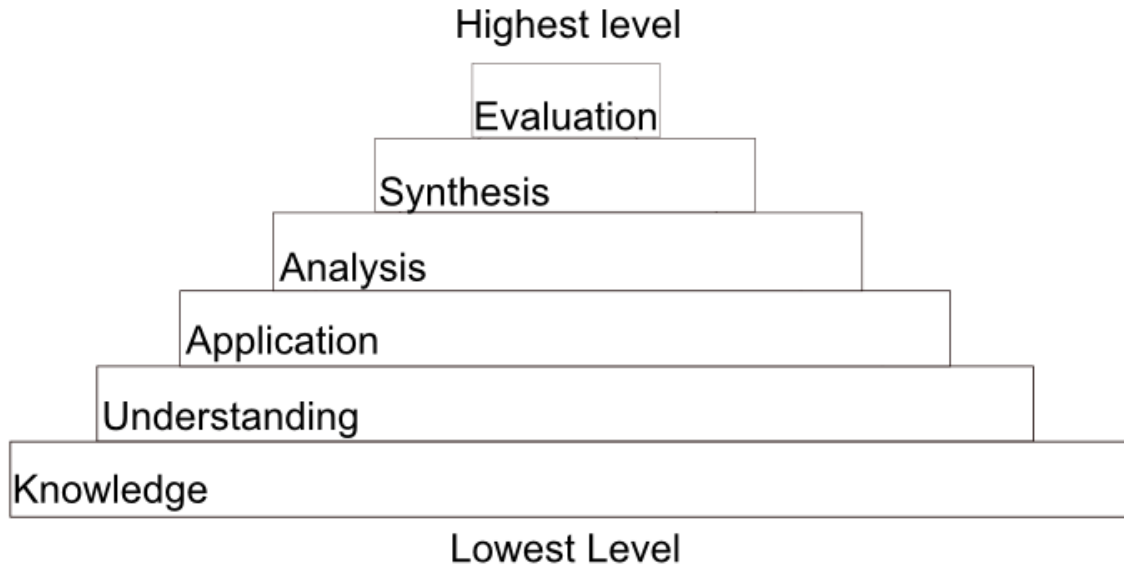 Highest level
Evaluation
Synthesis
Analysis
Application
Understanding
Knowledge
Lowest Level